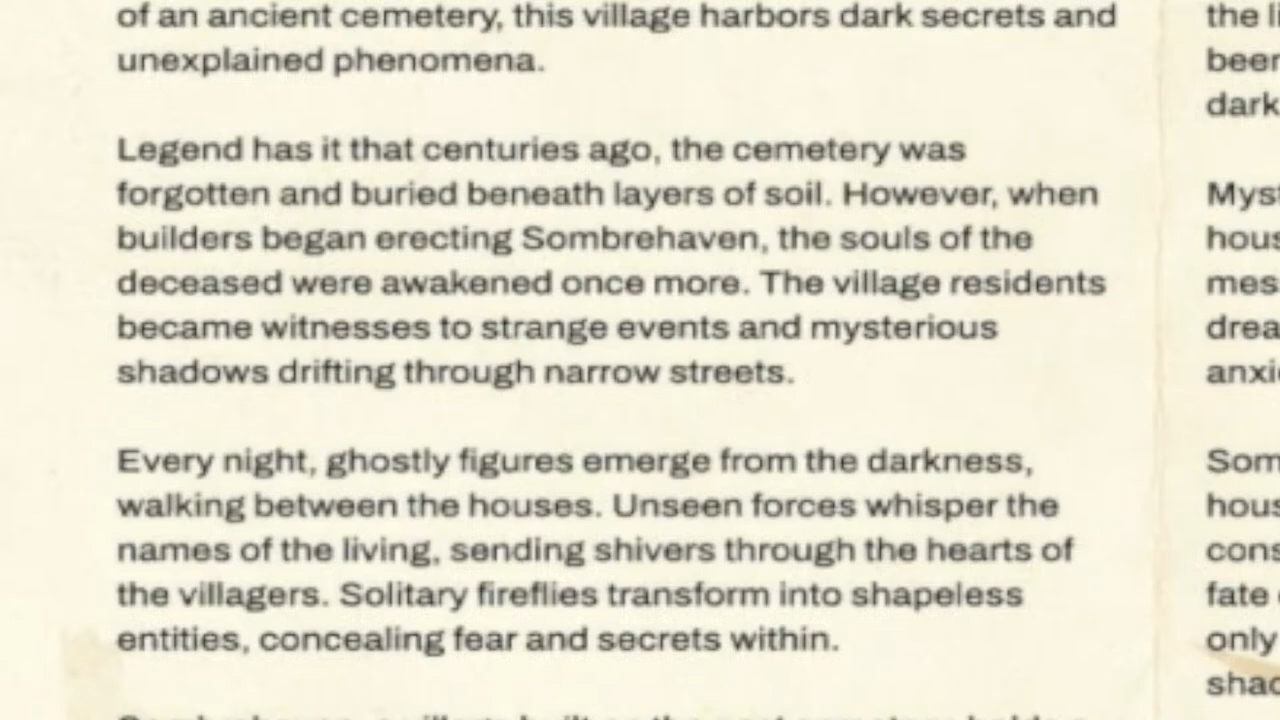 of an ancient cemetery, this village harbors dark secrets and
unexplained phenomena.
Legend has it that centuries ago, the cemetery was
forgotten and buried beneath layers of soil. However, when
builders began erecting Sombrehaven, the souls of the
deceased were awakened once more. The village residents
became witnesses to strange events and mysterious
shadows drifting through narrow streets.
Every night, ghostly figures emerge from the darkness,
walking between the houses. Unseen forces whisper the
names of the living, sending shivers through the hearts of
the villagers. Solitary fireflies transform into shapeless
entities, concealing fear and secrets within.
the
dark
only
fate